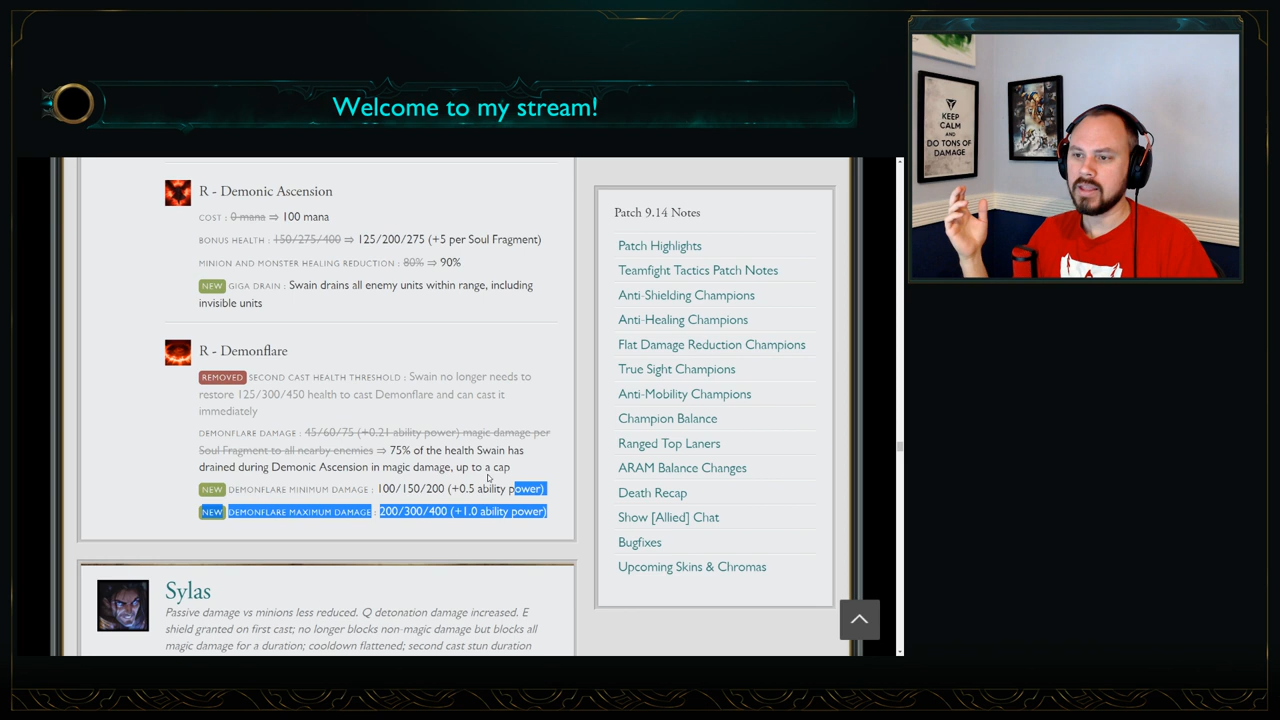 Welcome to my stream!
KEEP
CALM
AND
DO TONS OF
DAMAGE
R - Demonic Ascension
COST : 0 mana ⇒ 100 mana
BONUS HEALTH : 150/275/400 ⇒ 125/200/275 (+5 per Soul Fragment)
MINION AND MONSTER HEALING REDUCTION : 80% ⇒ 90%
NEW GIGA DRAIN : Swain drains all enemy units within range, including
invisible units
R - Demonflare
REMOVED SECOND CAST HEALTH THRESHOLD : Swain no longer needs to
restore 125/300/450 health to cast Demonflare and can cast it
immediately
DEMONFLARE DAMAGE : 45/60/75 (+0.21 ability power) magic damage per
Soul Fragment to all nearby enemies ⇒ 75% of the health Swain has
drained during Demonic Ascension in magic damage, up to a cap
NEW DEMONFLARE MINIMUM DAMAGE : 100/150/200 (+0.5 ability power)
NEW DEMONFLARE MAXIMUM DAMAGE : 200/300/400 (+1.0 ability power)
Sylas
Passive damage vs minions less reduced. Q detonation damage increased. E
shield granted on first cast; no longer blocks non-magic damage but blocks
all magic damage for a duration; cooldown flattened; second cast stun duration
Patch 9.14 Notes
Patch Highlights
Teamfight Tactics Patch Notes
Anti-Shielding Champions
Anti-Healing Champions
Flat Damage Reduction Champions
True Sight Champions
Anti-Mobility Champions
Champion Balance
Ranged Top Laners
ARAM Balance Changes
Death Recap
Show [Allied] Chat
Bugfixes
Upcoming Skins & Chromas